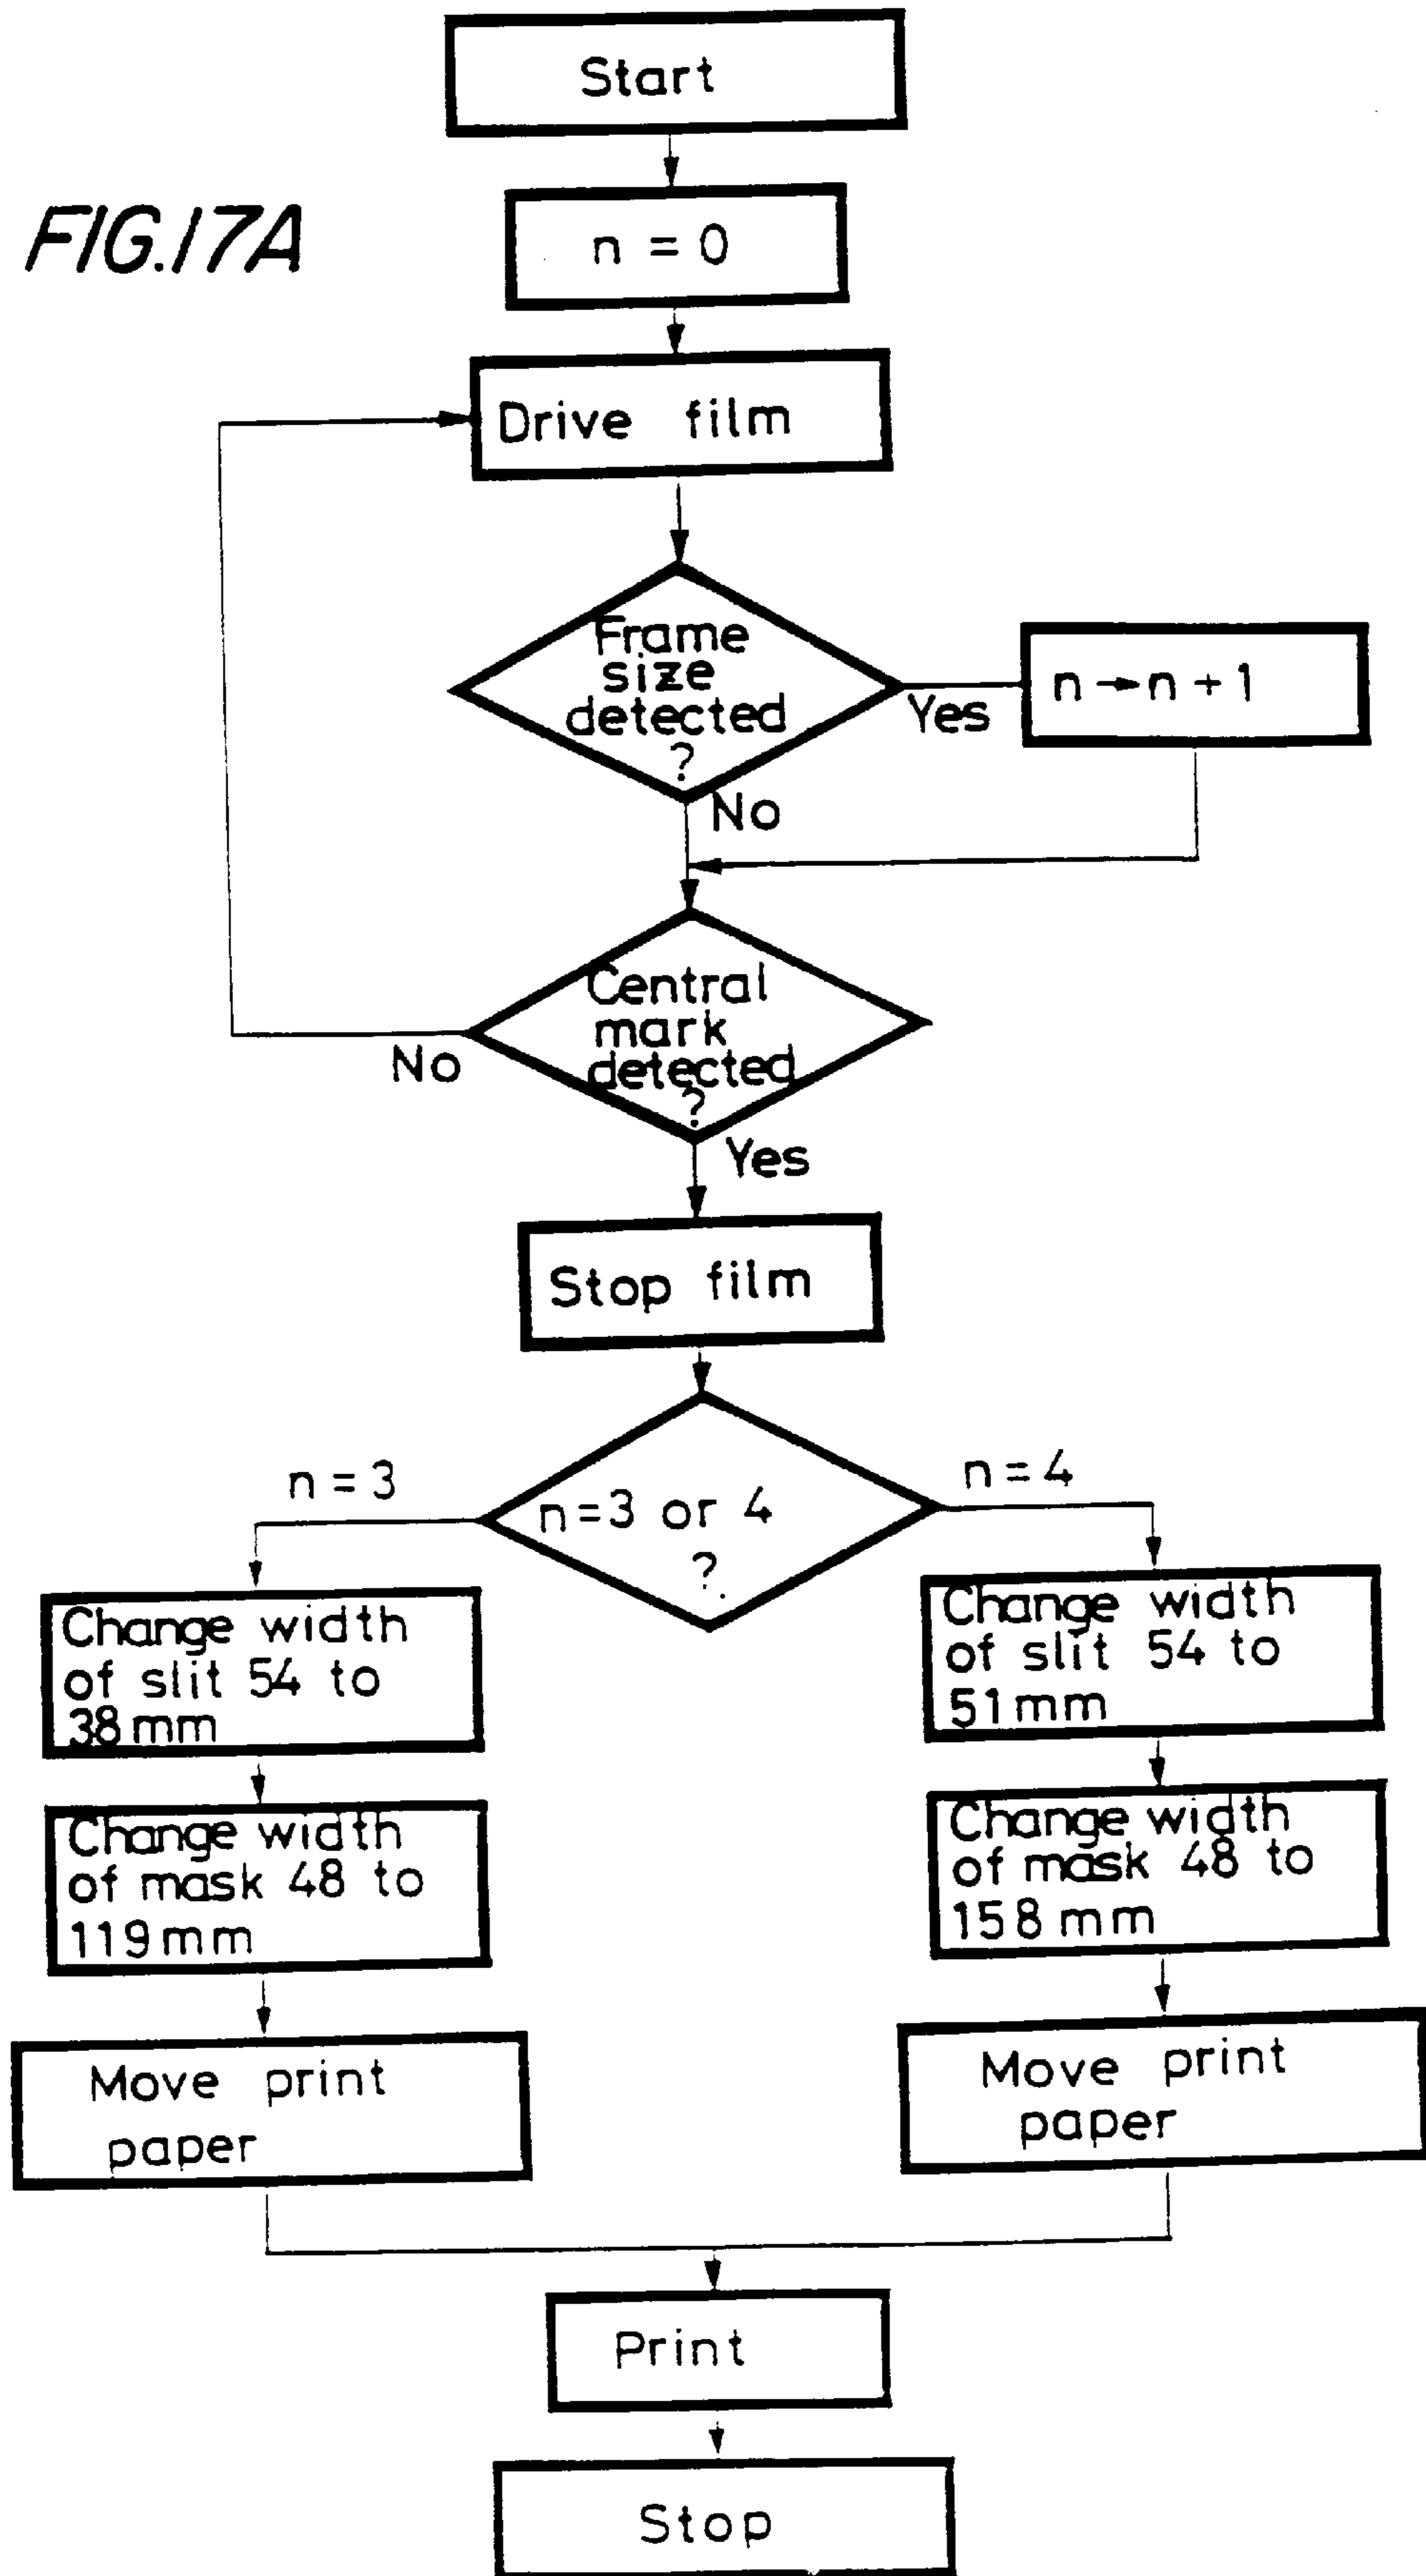 Start
FIG.17A
n = 0
Drive film
Frame
size
detected
?
Yes
n → n + 1
No
Central
mark
detected
?
No
Yes
Stop film
n = 3
n=3 or 4
?
n = 4
Change width
of slit 54 to
38 mm
Change width
of slit 54 to
51 mm
Change width
of mask 48 to
119 mm
Change width
of mask 48 to
158 mm
Move print
paper
Move print
paper
Print
Stop